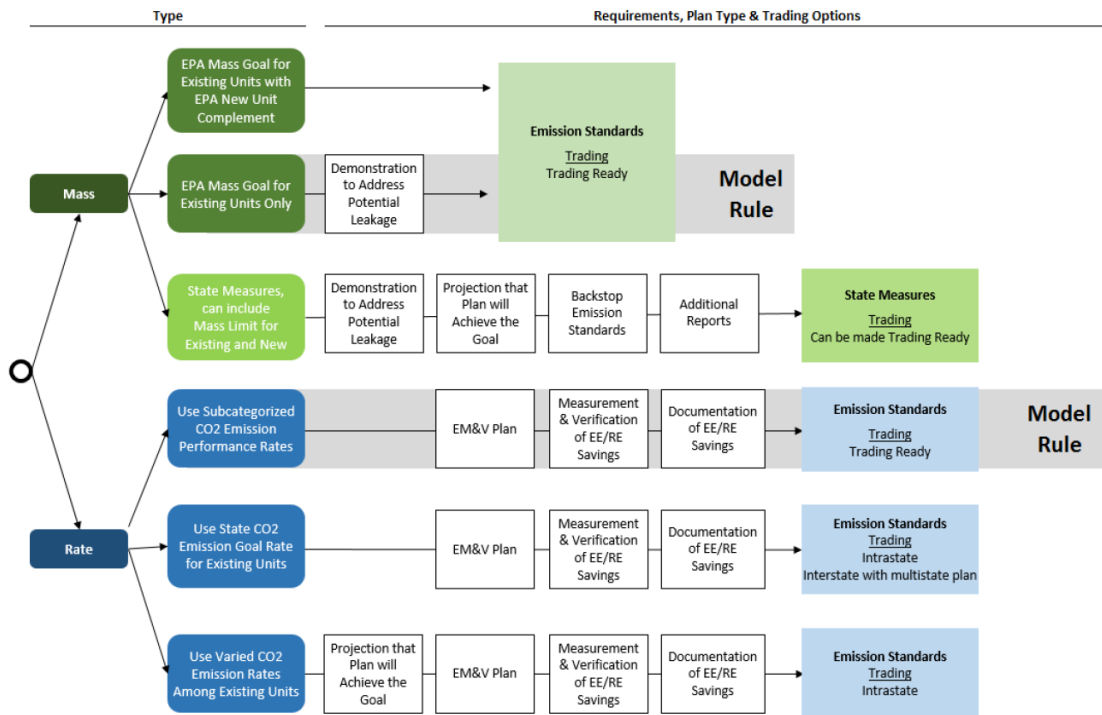 Type
Requirements, Plan Type & Trading Options
EPA Mass Goal for
Existing Units with
EPA New Unit
Complement
Emission Standards
Trading
Trading Ready
Mass
EPA Mass Goal for
Existing Units Only
Demonstration
to Address
Potential
Leakage
Model
Rule
State Measures,
can include
Mass Limit for
Existing and New
Demonstration
to Address
Potential
Leakage
Projection that
Plan will
Achieve the
Goal
Backstop
Emission
Standards
Additional
Reports
State Measures
Trading
Can be made Trading Ready
Use Subcategorized
CO2 Emission
Performance Rates
EM&V Plan
Measurement
& Verification
of EE/RE
Savings
Documentation
of EE/RE
Savings
Emission Standards
Trading
Trading Ready
Model
Rule
Rate
Use State CO2
Emission Goal Rate
for Existing Units
EM&V Plan
Measurement
& Verification
of EE/RE
Savings
Documentation
of EE/RE
Savings
Emission Standards
Trading
Intrastate
Interstate with multistate plan
Use Varied CO2
Emission Rates
Among Existing Units
Projection that
Plan will
Achieve the
Goal
EM&V Plan
Measurement
& Verification
of EE/RE
Savings
Documentation
of EE/RE
Savings
Emission Standards
Trading
Intrastate